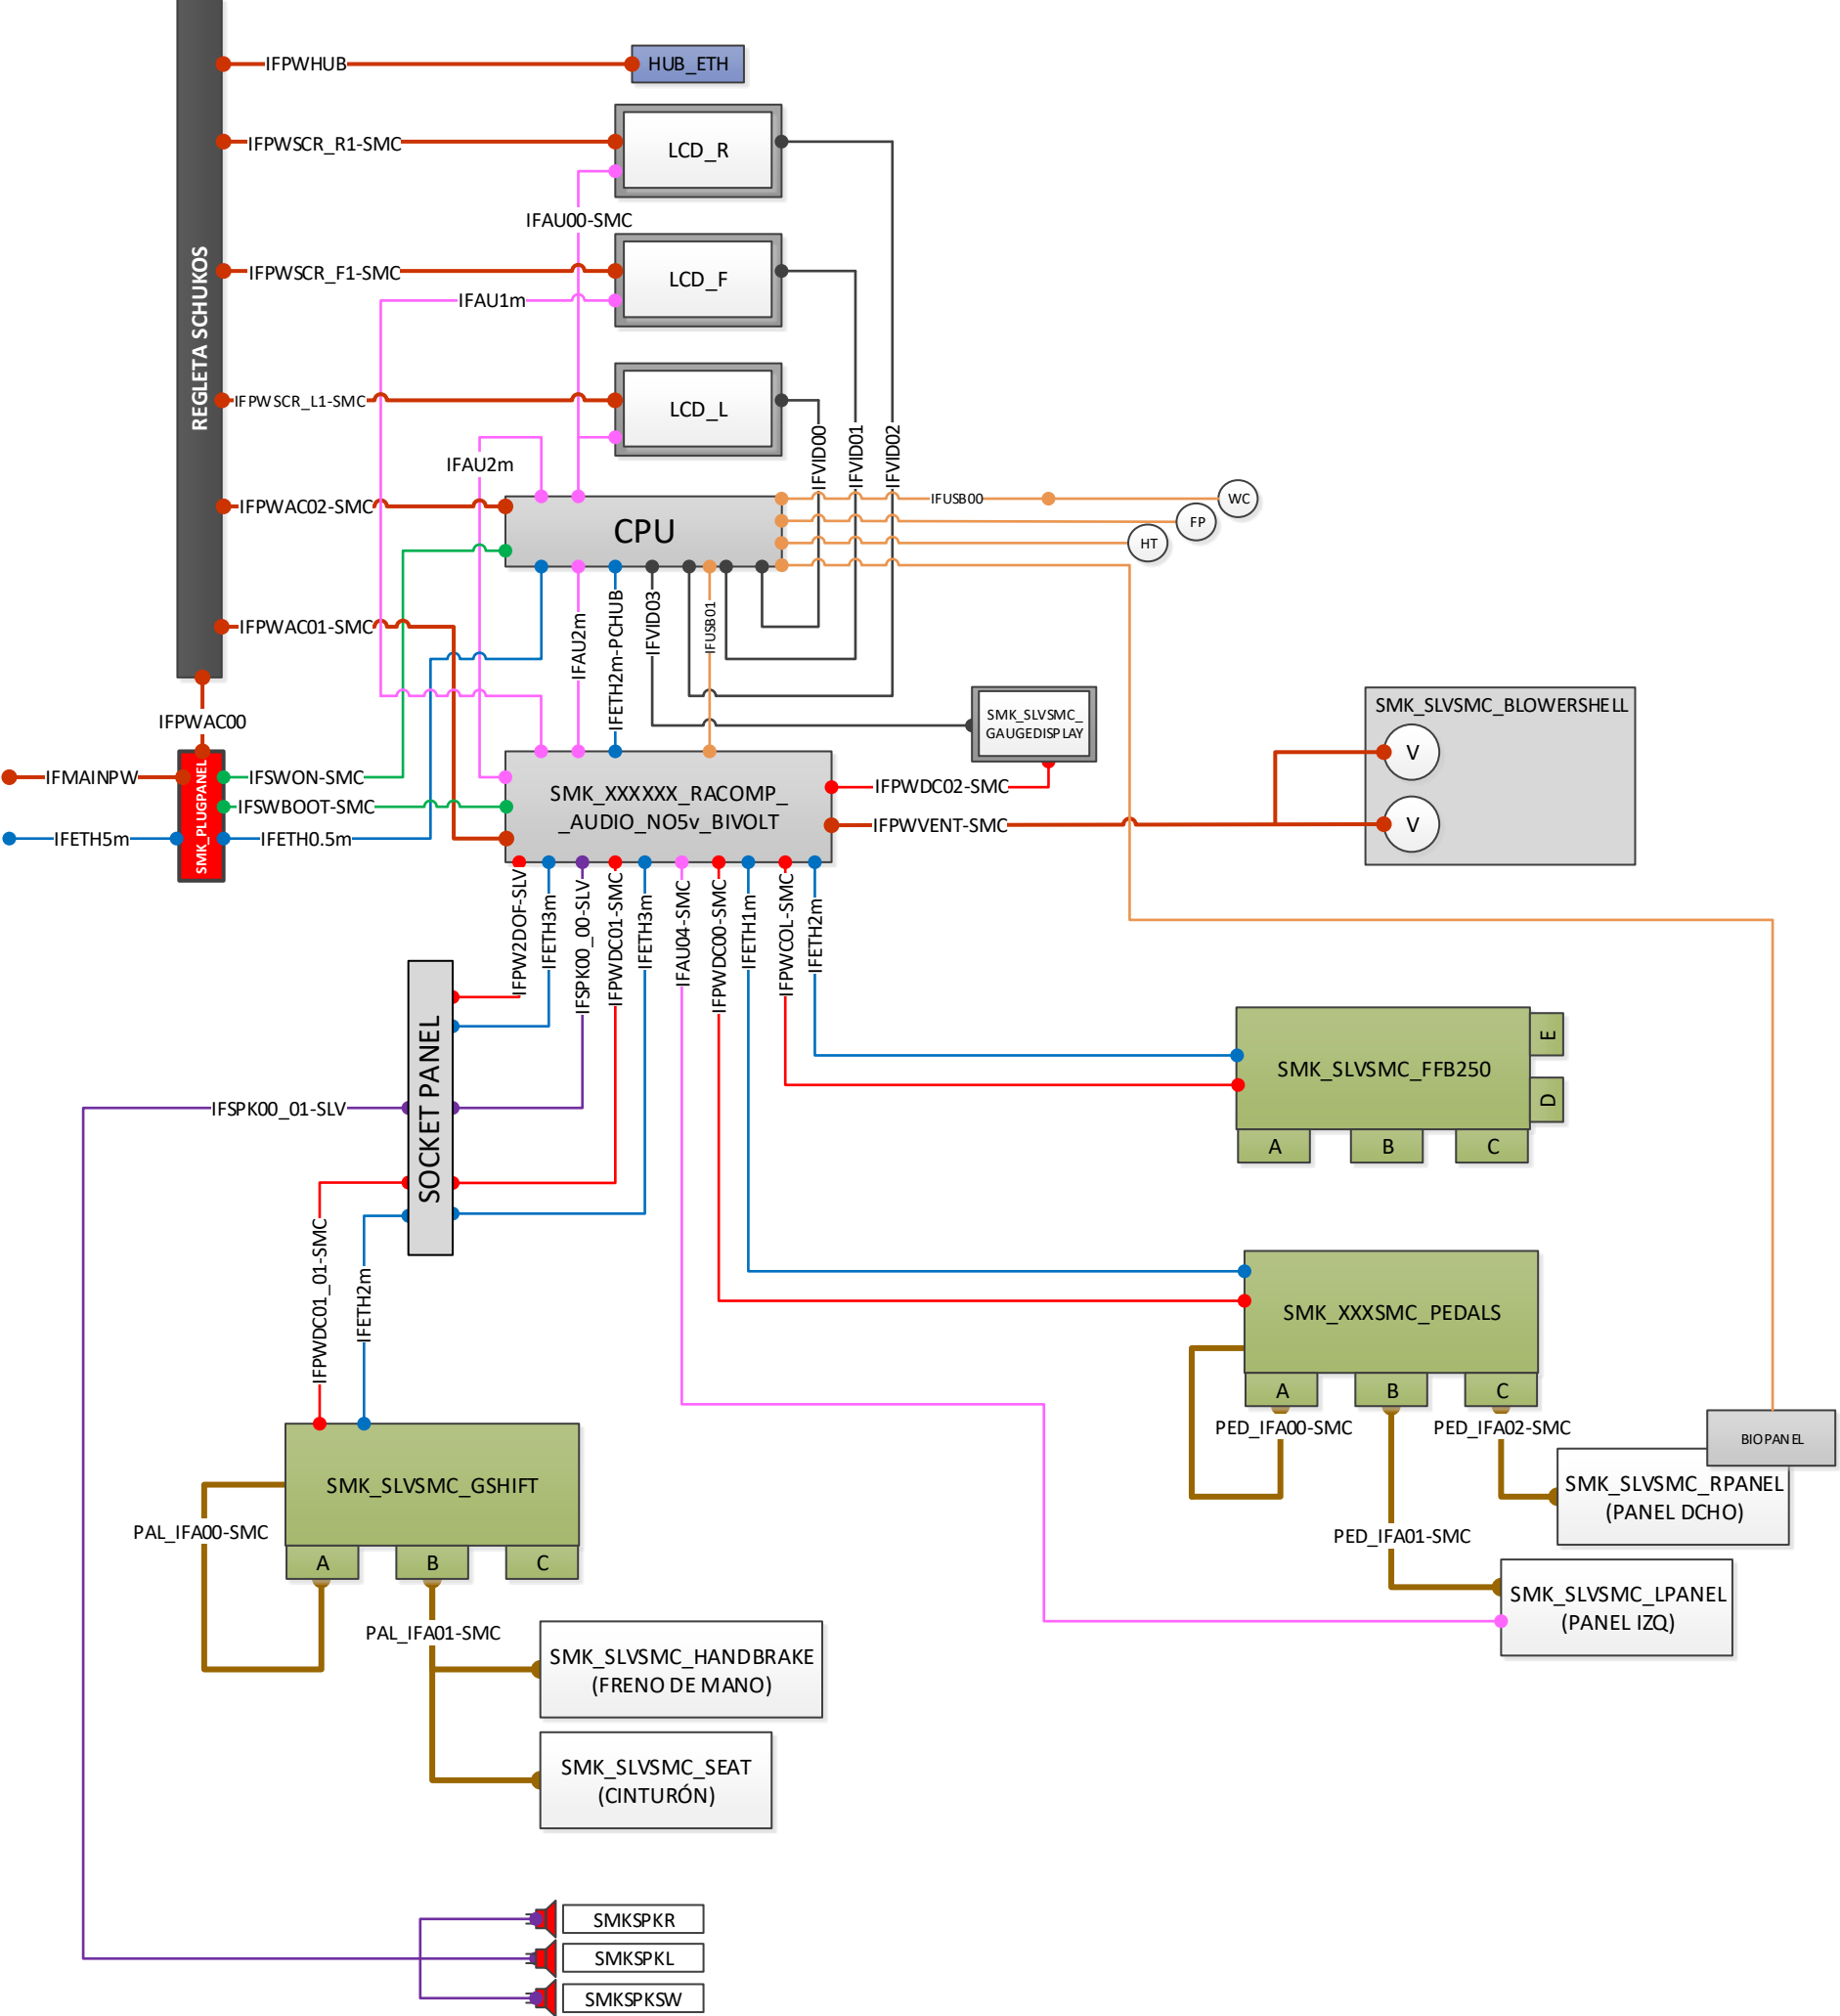 IFPWHUB
HUB_ETH
IFPWSCR_R1-SMC
LCD_R
IFAU00-SMC
REGLETA SCHUKOS
IFPWSCR_F1-SMC
LCD_F
IFAU1m
IFPWSCR_L1-SMC
LCD_L
IFVID00
IFVID01
IFVID02
IFAU2m
IFPWAC02-SMC
CPU
IFUSB00
WC
FP
HT
IFPWAC01-SMC
IFAU2m
IFETH2m-PCHUB
IFVID03
IFUSB01
IFPWAC00
SMK_SLVSMC_
GAUGEDISPLAY
SMK_SLVSMC_BLOWERSHELL
V
V
IFMAINPW
SMK_PLUGPANEL
IFSWON-SMC
IFSWBOOT-SMC
IFETH5m
IFETH0.5m
SMK_XXXXXX_RACOMP_
_AUDIO_NO5v_BIVOLT
IFPWDC02-SMC
IFPWVENT-SMC
IFPW2DOF-SLV
IFETH3m
IFSPK00_00-SLV
IFPWDC01-SMC
IFETH3m
IFAU04-SMC
IFPWDC00-SMC
IFETH1m
IFPWCOL-SMC
IFETH2m
SOCKET PANEL
SMK_SLVSMC_FFB250
E
D
A
B
C
IFSPK00_01-SLV
IFPWDC01_01-SMC
IFETH2m
SMK_XXXSMC_PEDALS
A
B
C
PED_IFA00-SMC
PED_IFA02-SMC
BIOPANEL
SMK_SLVSMC_RPANEL
(PANEL DCHO)
PED_IFA01-SMC
SMK_SLVSMC_LPANEL
(PANEL IZQ)
SMK_SLVSMC_GSHIFT
PAL_IFA00-SMC
A
B
C
PAL_IFA01-SMC
SMK_SLVSMC_HANDBRAKE
(FRENO DE MANO)
SMK_SLVSMC_SEAT
(CINTURÓN)
SMKSPKR
SMKSPKL
SMKSPKSW